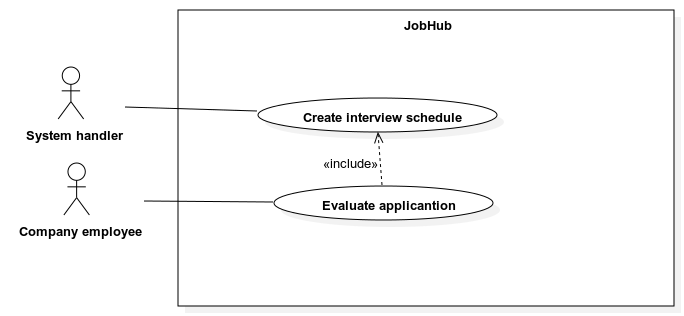 JobHub
Create interview schedule
System handler
«include»
Evaluate applicantion
Company employee